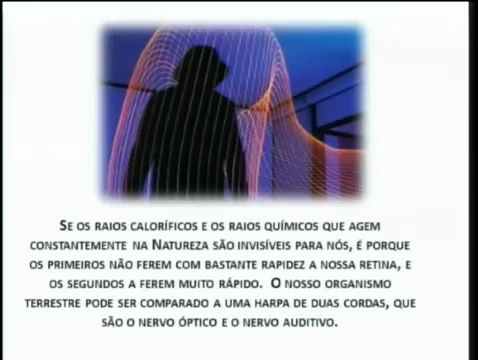 SE OS RAIOS CALORÍFICOS E OS RAIOS QUÍMICOS QUE AGEM
CONSTANTEMENTE NA NATUREZA SÃO INVISÍVEIS PARA NÓS, É PORQUE
OS PRIMEIROS NÃO FEREM COM BASTANTE RAPIDEZ A NOSSA RETINA, E
OS SEGUNDOS A FEREM MUITO RÁPIDO. O NOSSO ORGANISMO
TERRESTRE PODE SER COMPARADO A UMA HARPA DE DUAS CORDAS, QUE
SÃO O NERVO ÓPTICO E O NERVO AUDITIVO.